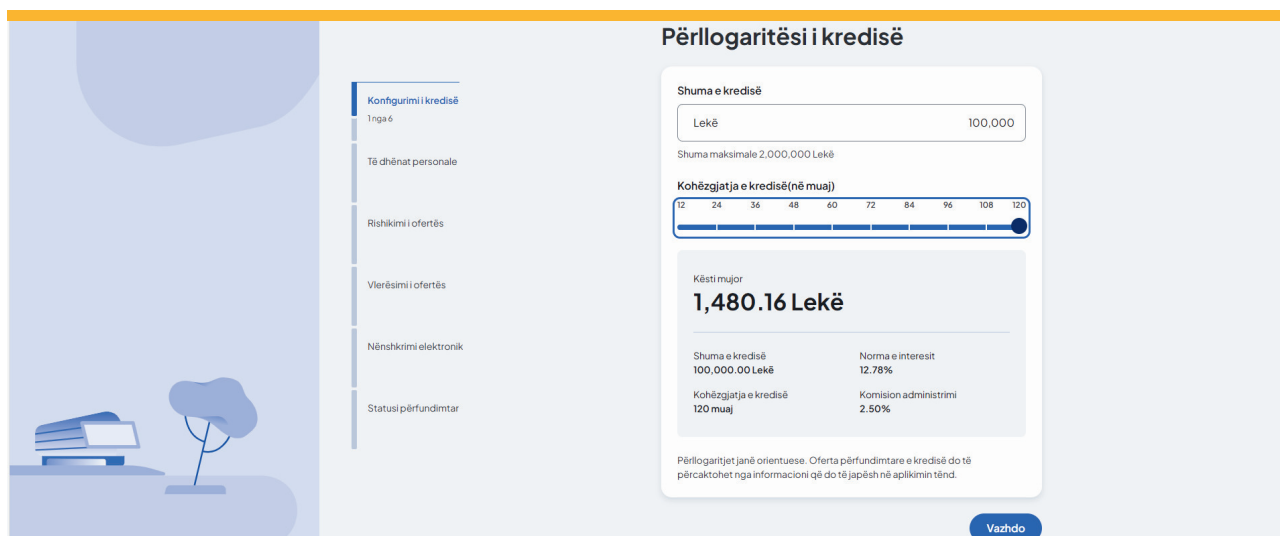 Përllogaritësi i kredisë
Konfigurimi i kredisë
1 nga 6
Të dhënat personale
Rishikimi i ofertës
Vlerësimi i ofertës
Nënshkrimi elektronik
Statusi përfundimtar
Shuma e kredisë
Lekë 100,000
Shuma maksimale 2,000,000 Lekë
Kohëzgjatja e kredisë(në muaj)
12 24 36 48 60 72 84 96 108 120
Kësti mujor
1,480.16 Lekë
Shuma e kredisë Norma e interesit
100,000.00 Lekë 12.78%
Kohëzgjatja e kredisë Komision administrimi
120 muaj 2.50%
Përllogaritjet janë orientuese. Oferta përfundimtare e kredisë do të
përcaktohet nga informacioni që do të japësh në aplikimin tënd.
Vazhdo